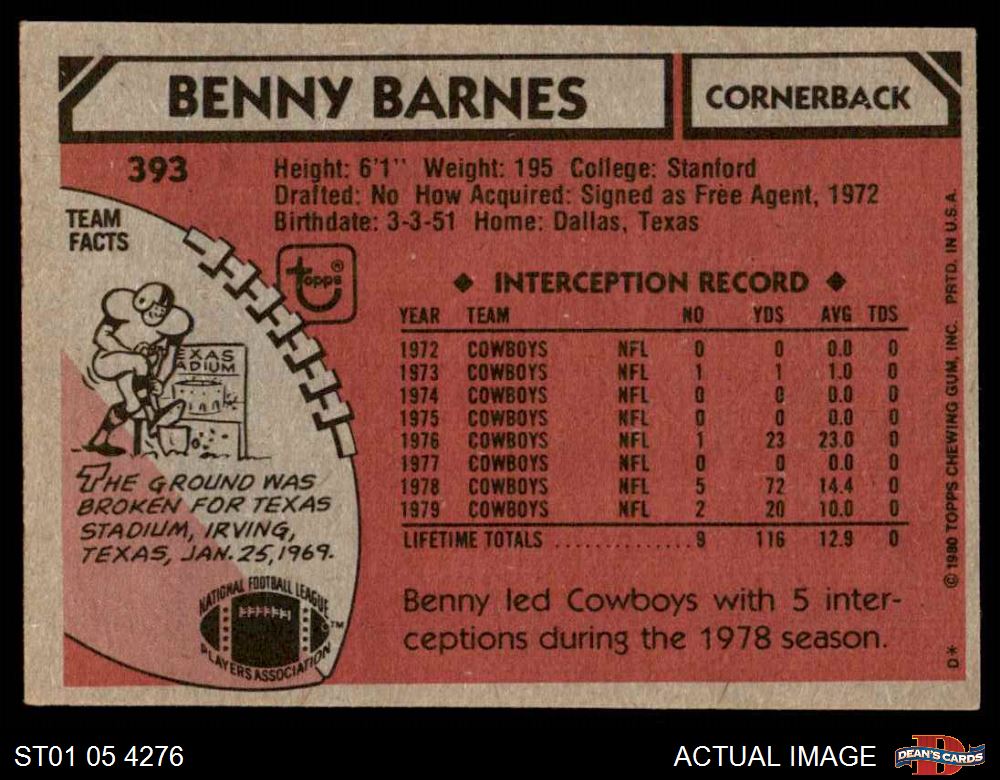 BENNY BARNES
CORNERBACK
393
Height: 6'1" Weight: 195 College: Stanford
Drafted: No How Acquired: Signed as Free Agent, 1972
Birthdate: 3-3-51 Home: Dallas, Texas
TEAM
FACTS
topps®
EXAS
ADIUM
THE GROUND WAS
BROKEN FOR TEXAS
STADIUM, IRVING,
TEXAS, JAN. 25, 1969.
NATIONAL FOOTBALL LEAGUE
PLAYERS ASSOCIATION
TM
◆ INTERCEPTION RECORD ◆
YEAR TEAM NO YDS AVG TDS
1972 COWBOYS NFL 0 0 0.0 0
1973 COWBOYS NFL 1 1 1.0 0
1974 COWBOYS NFL 0 0 0.0 0
1975 COWBOYS NFL 0 0 0.0 0
1976 COWBOYS NFL 1 23 23.0 0
1977 COWBOYS NFL 0 0 0.0 0
1978 COWBOYS NFL 5 72 14.4 0
1979 COWBOYS NFL 2 20 10.0 0
LIFETIME TOTALS .................. 9 116 12.9 0
Benny led Cowboys with 5 inter-
ceptions during the 1978 season.
D* © 1980 TOPPS CHEWING GUM, INC. PRTD. IN U.S.A.
ST01 05 4276
ACTUAL IMAGE
D
DEAN'S CARDS